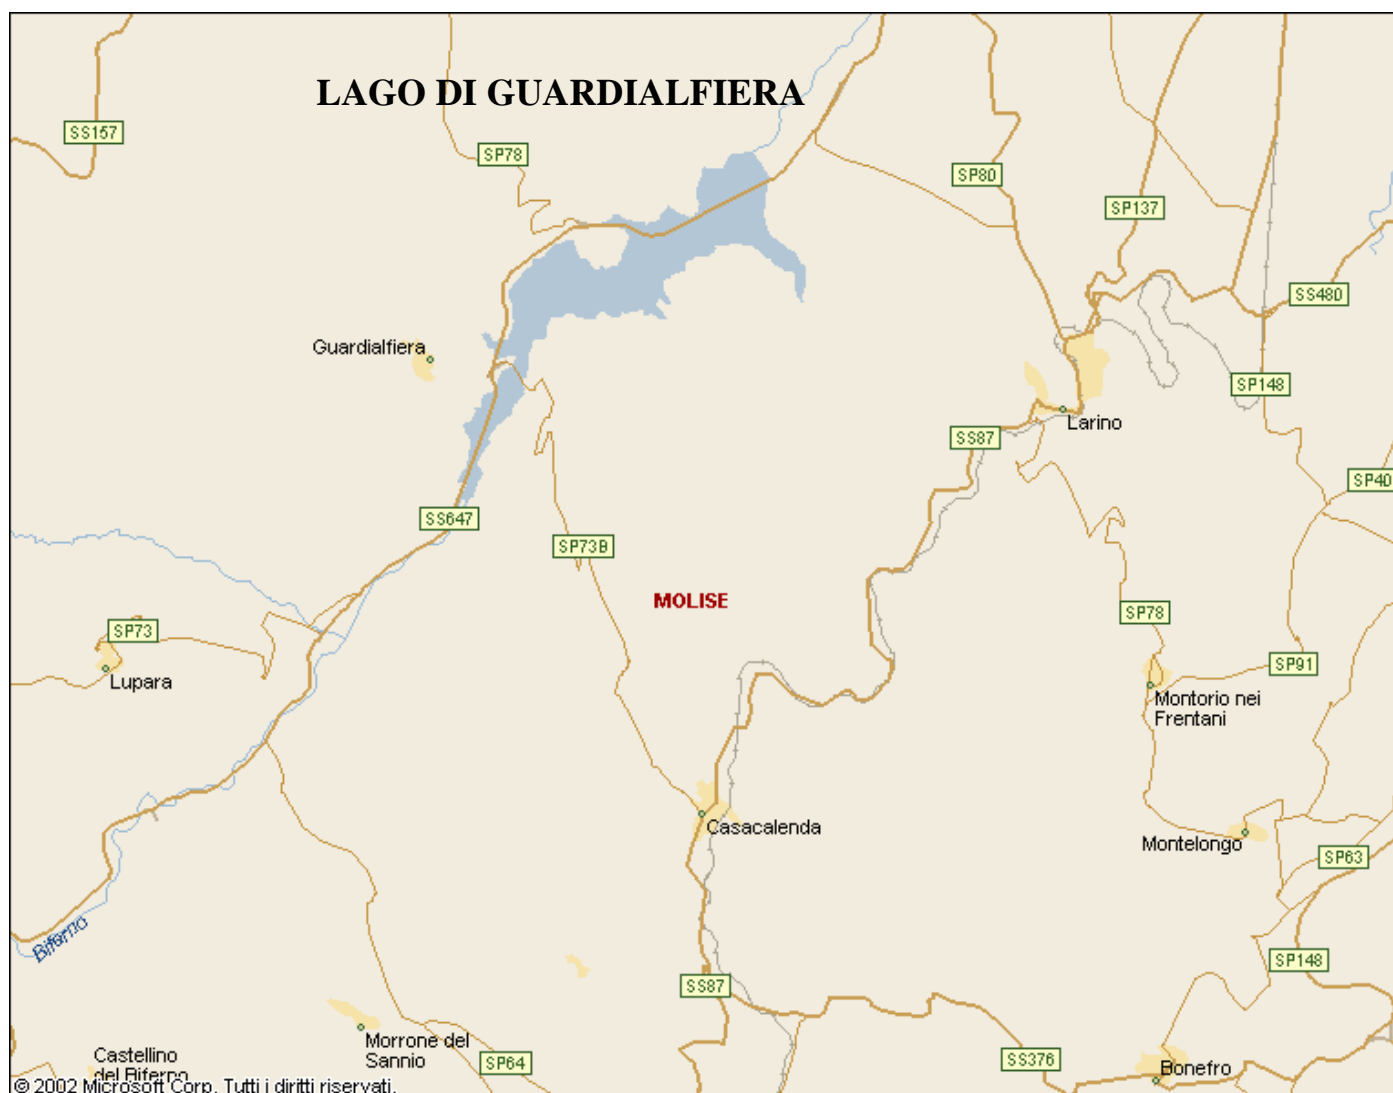 LAGO DI GUARDIALFIERA
SS157
SP78
SP80
SP137
SS480
Guardialfiera
SP148
Larino
SS87
SP40
SS647
SP73B
MOLISE
SP78
SP73
SP91
Lupara
Montorio nei
Frentani
Casacalenda
Montelongo
SP63
Biferno
SP148
SS87
Morrone del
Sannio
SP64
SS376
Castellino
del Biferno
Bonefro
© 2002 Microsoft Corp. Tutti i diritti riservati.